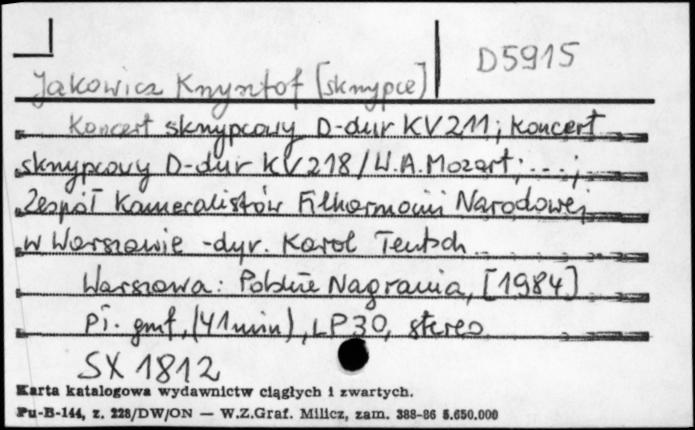 D5915
Jakowicz Krzysztof [skrzypce]
Koncert skrzypcowy D-dur KV 211; koncert
skrzypcowy D-dur KV 218 / W.A. Mozart; ...;
Zespół Kameralistów Filharmonii Narodowej
w Warszawie - dyr. Karol Teutsch.
Warszawa: Polskie Nagrania, [1984]
Pł. gmf, (41 min), LP 30, stereo
SX 1812
Karta katalogowa wydawnictw ciągłych i zwartych.
Pu-B-144, z. 228/DW/ON — W.Z.Graf. Milicz, zam. 388-86 5.650.000